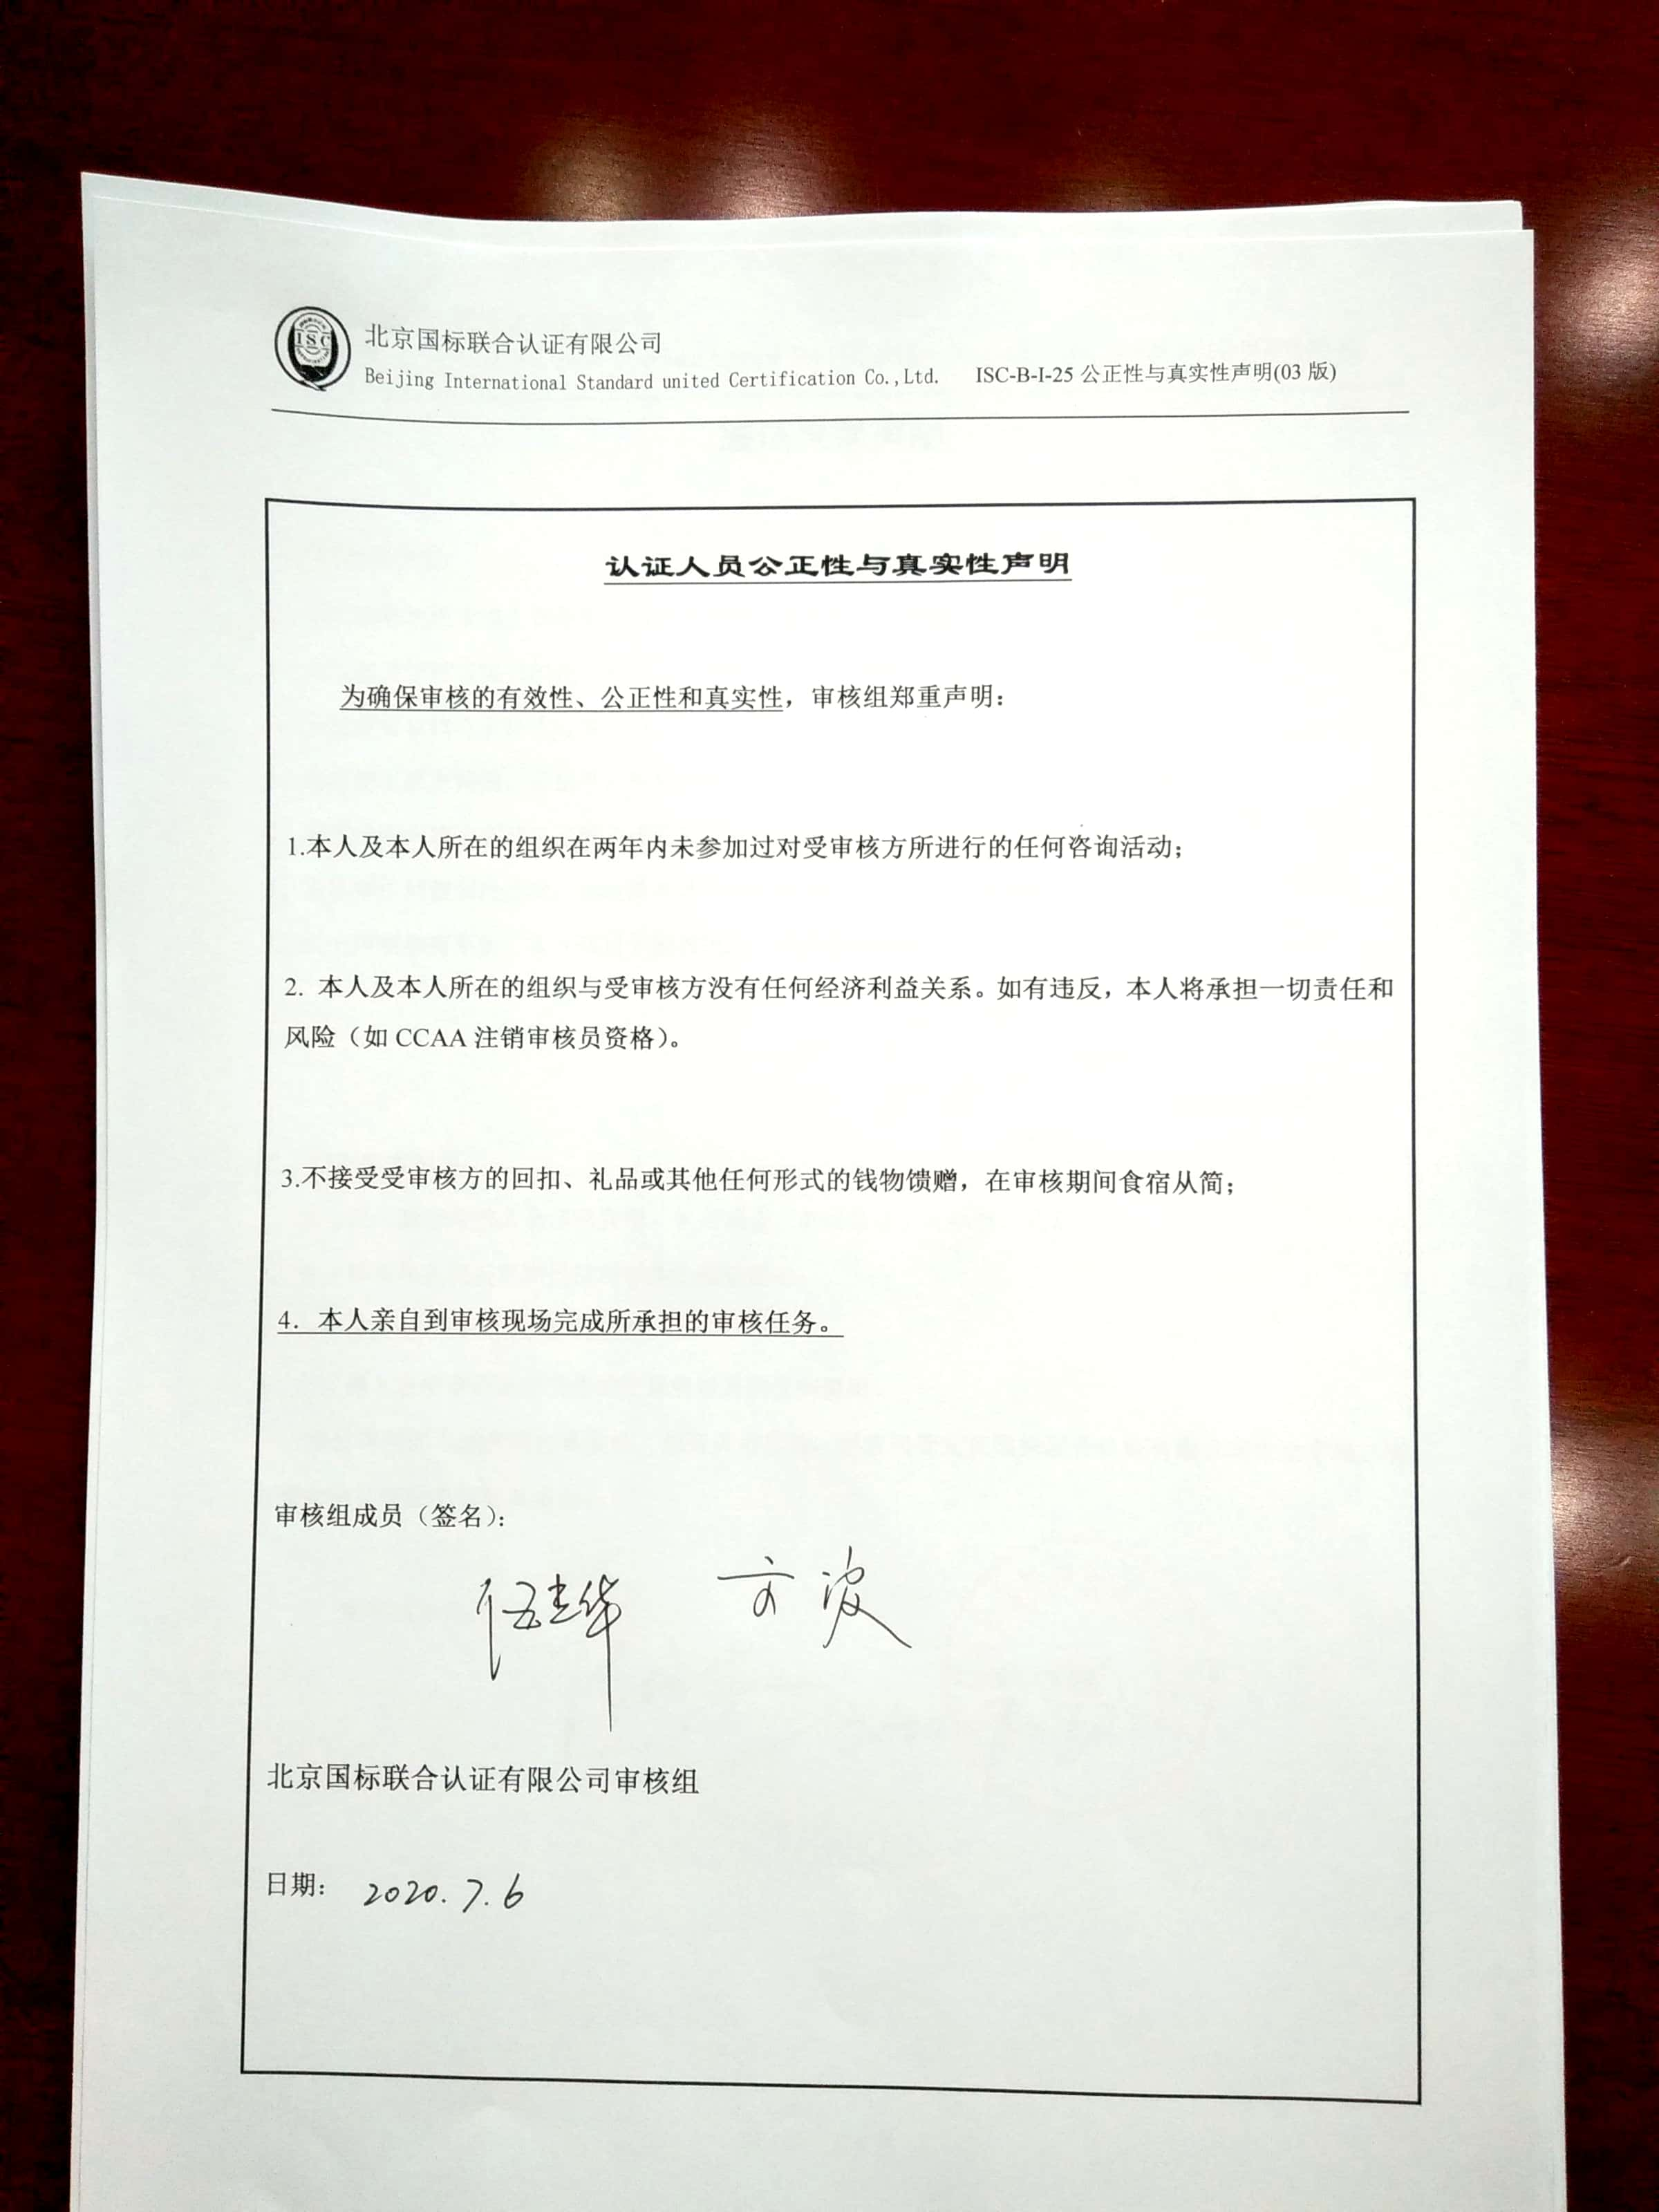 ISC
北京国标联合认证有限公司
Beijing International Standard united Certification Co.,Ltd. ISC-B-I-25 公正性与真实性声明(03 版)
认证人员公正性与真实性声明
为确保审核的有效性、公正性和真实性，审核组郑重声明：
1.本人及本人所在的组织在两年内未参加过对受审核方所进行的任何咨询活动；
2. 本人及本人所在的组织与受审核方没有任何经济利益关系。如有违反，本人将承担一切责任和
风险（如 CCAA 注销审核员资格）。
3.不接受受审核方的回扣、礼品或其他任何形式的钱物馈赠，在审核期间食宿从简；
4．本人亲自到审核现场完成所承担的审核任务。
审核组成员（签名）：
北京国标联合认证有限公司审核组
日期： 2020.7.6